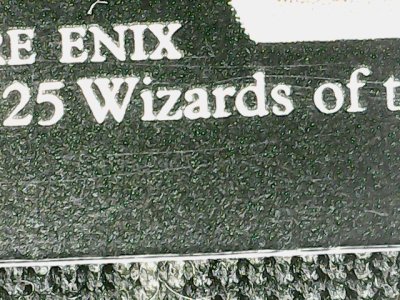 RE ENIX
25 Wizards of t